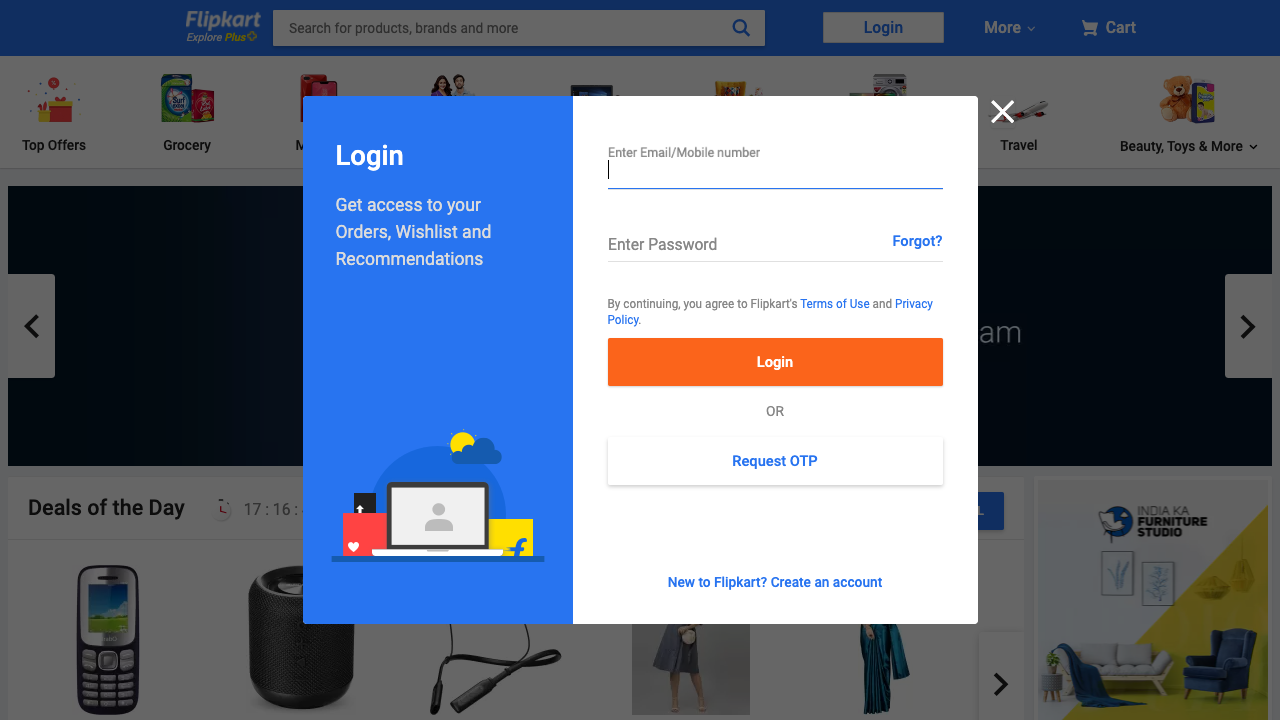 Flipkart
Explore Plus
Search for products, brands and more
Login
More
Cart
Top Offers
Grocery
M
Travel
Beauty, Toys & More
Login
Get access to your
Orders, Wishlist and
Recommendations
Enter Email/Mobile number
Enter Password
Forgot?
By continuing, you agree to Flipkart's Terms of Use and Privacy
Policy.
Login
OR
Request OTP
New to Flipkart? Create an account
am
Deals of the Day
17 : 16 :
L
INDIA KA
FURNITURE
STUDIO